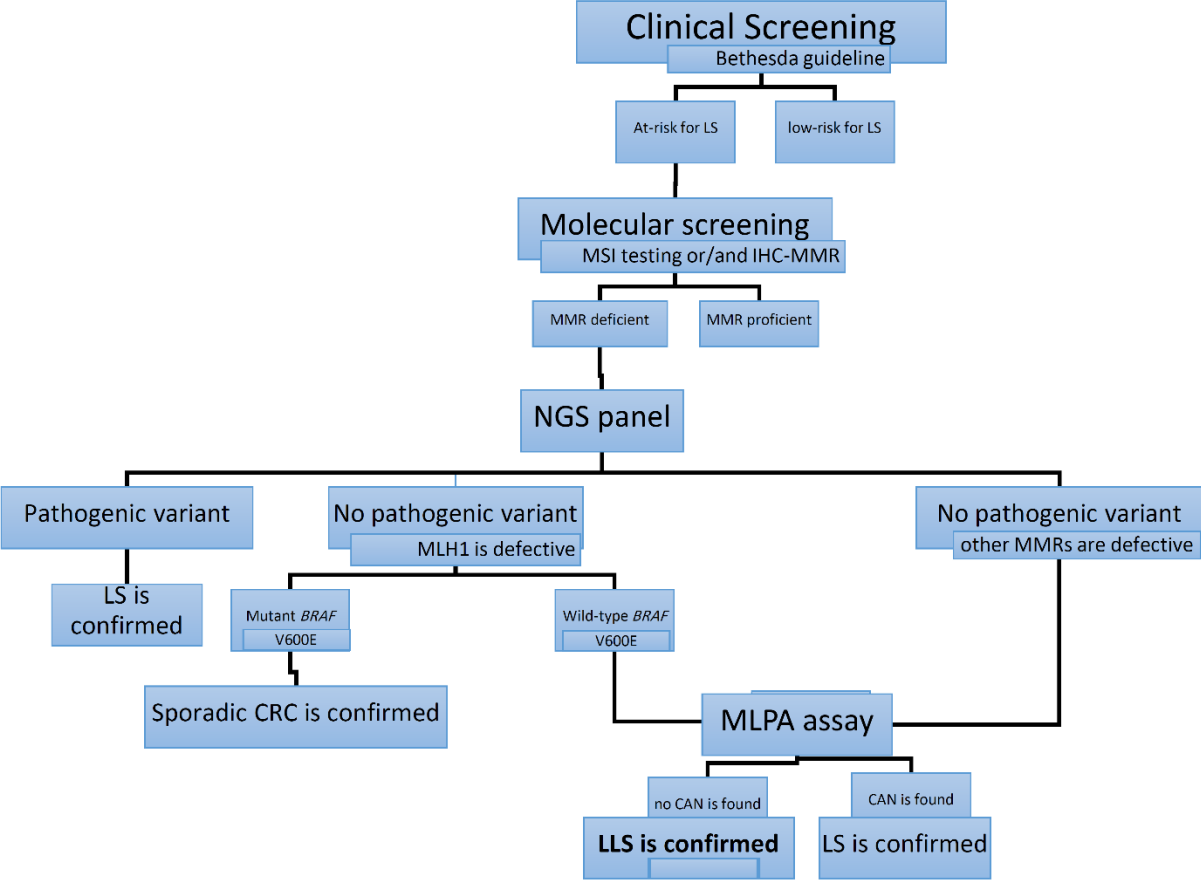 Clinical Screening
Bethesda guideline
At-risk for LS
low-risk for LS
Molecular screening
MSI testing or/and IHC-MMR
MMR deficient
MMR proficient
NGS panel
Pathogenic variant
No pathogenic variant
MLH1 is defective
No pathogenic variant
other MMRs are defective
LS is
confirmed
Mutant BRAF
V600E
Wild-type BRAF
V600E
Sporadic CRC is confirmed
MLPA assay
no CAN is found
CAN is found
LLS is confirmed
LS is confirmed